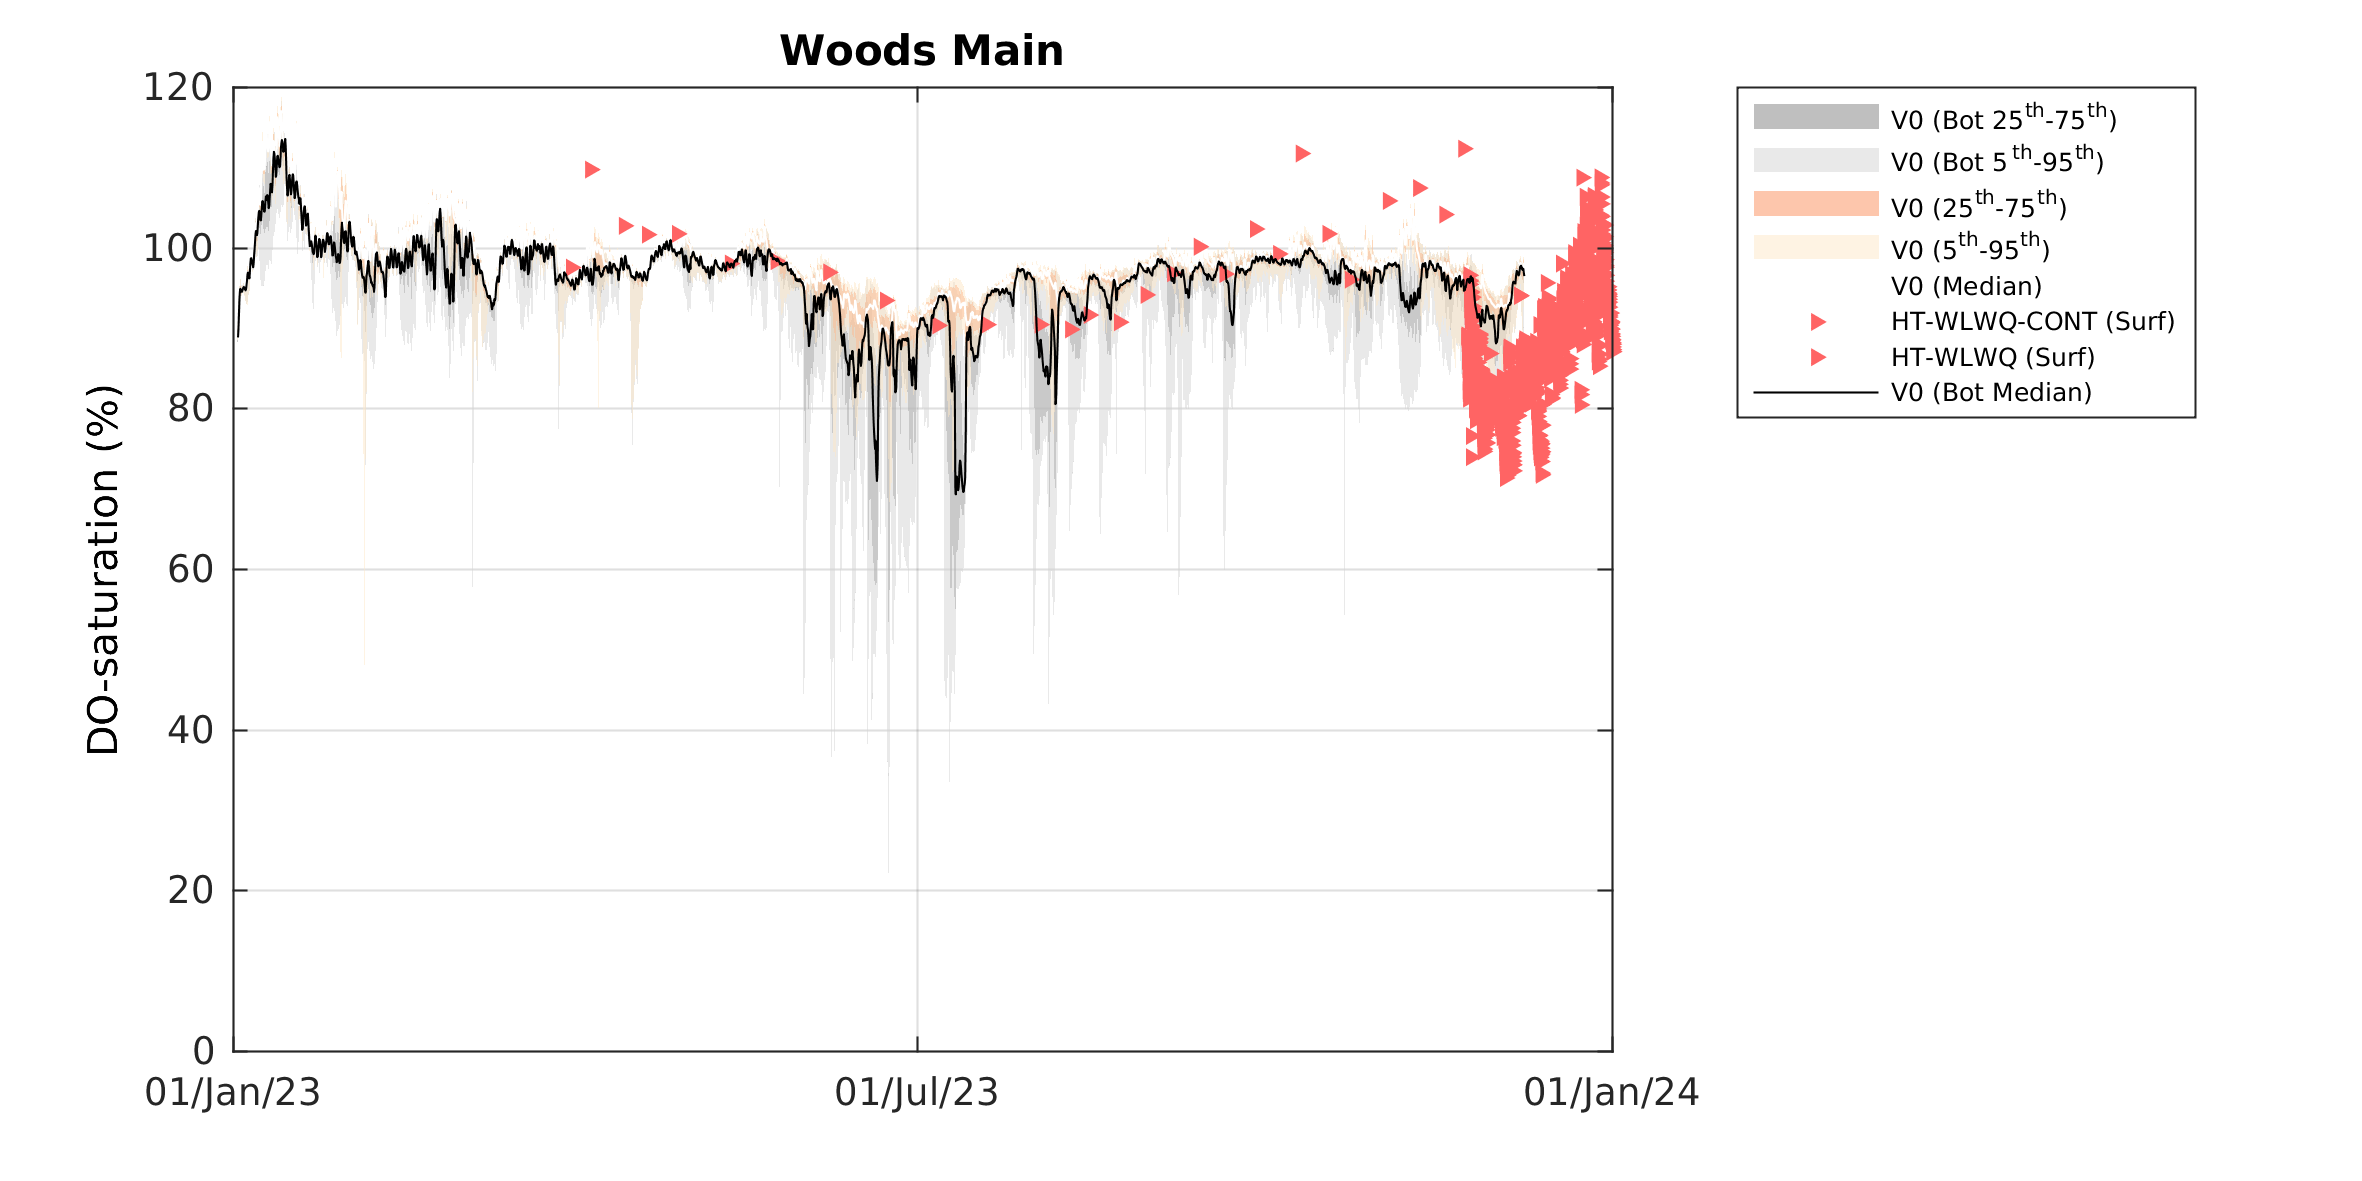 Woods Main
120
100
80
60
40
20
0
DO-saturation (%)
01/Jan/23
01/Jul/23
01/Jan/24
V0 (Bot 25th-75th)
V0 (Bot 5th-95th)
V0 (25th-75th)
V0 (5th-95th)
V0 (Median)
HT-WLWQ-CONT (Surf)
HT-WLWQ (Surf)
V0 (Bot Median)